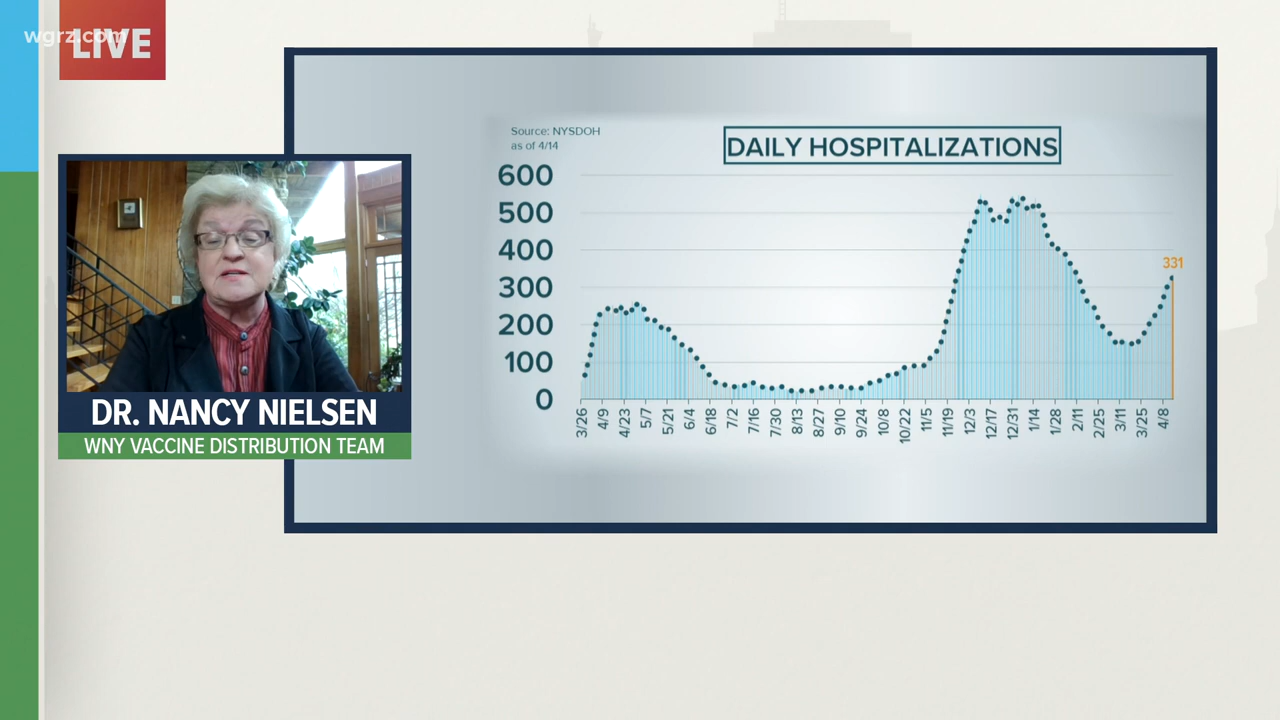 wgrz.com
LIVE
Source: NYSDOH
as of 4/14
DAILY HOSPITALIZATIONS
600
500
400
300
200
100
0
331
3/26 4/9 4/23 5/7 5/21 6/4 6/18 7/2 7/16 7/30 8/13 8/27 9/10 9/24 10/8 10/22 11/5 11/19 12/3 12/17 12/31 1/14 1/28 2/11 2/25 3/11 3/25 4/8
DR. NANCY NIELSEN
WNY VACCINE DISTRIBUTION TEAM